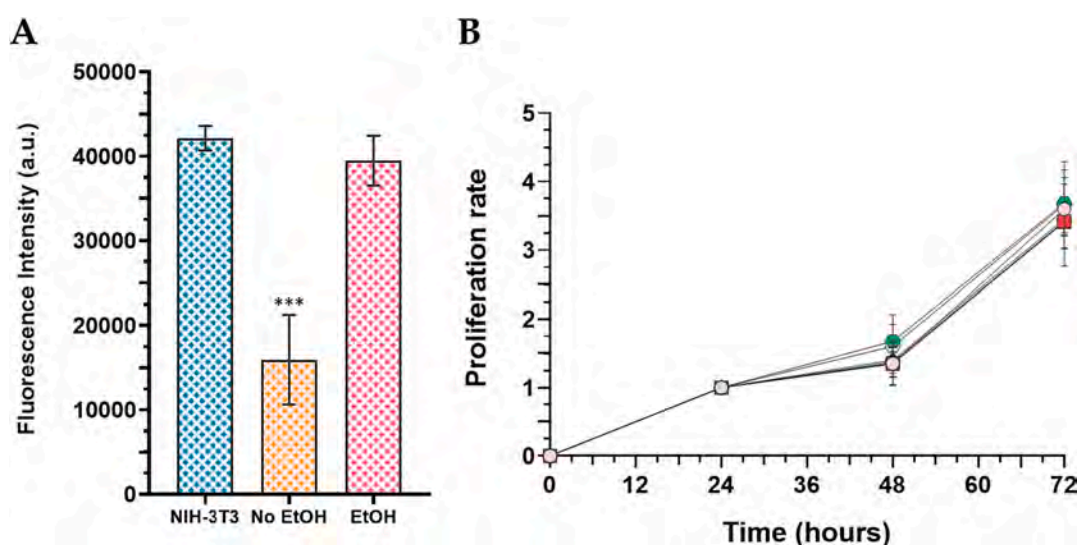 A
B
Fluorescence Intensity (a.u.)
50000
40000
30000
20000
10000
0
***
NIH-3T3 No EtOH EtOH
Proliferation rate
5
4
3
2
1
0
0 12 24 36 48 60 72
Time (hours)